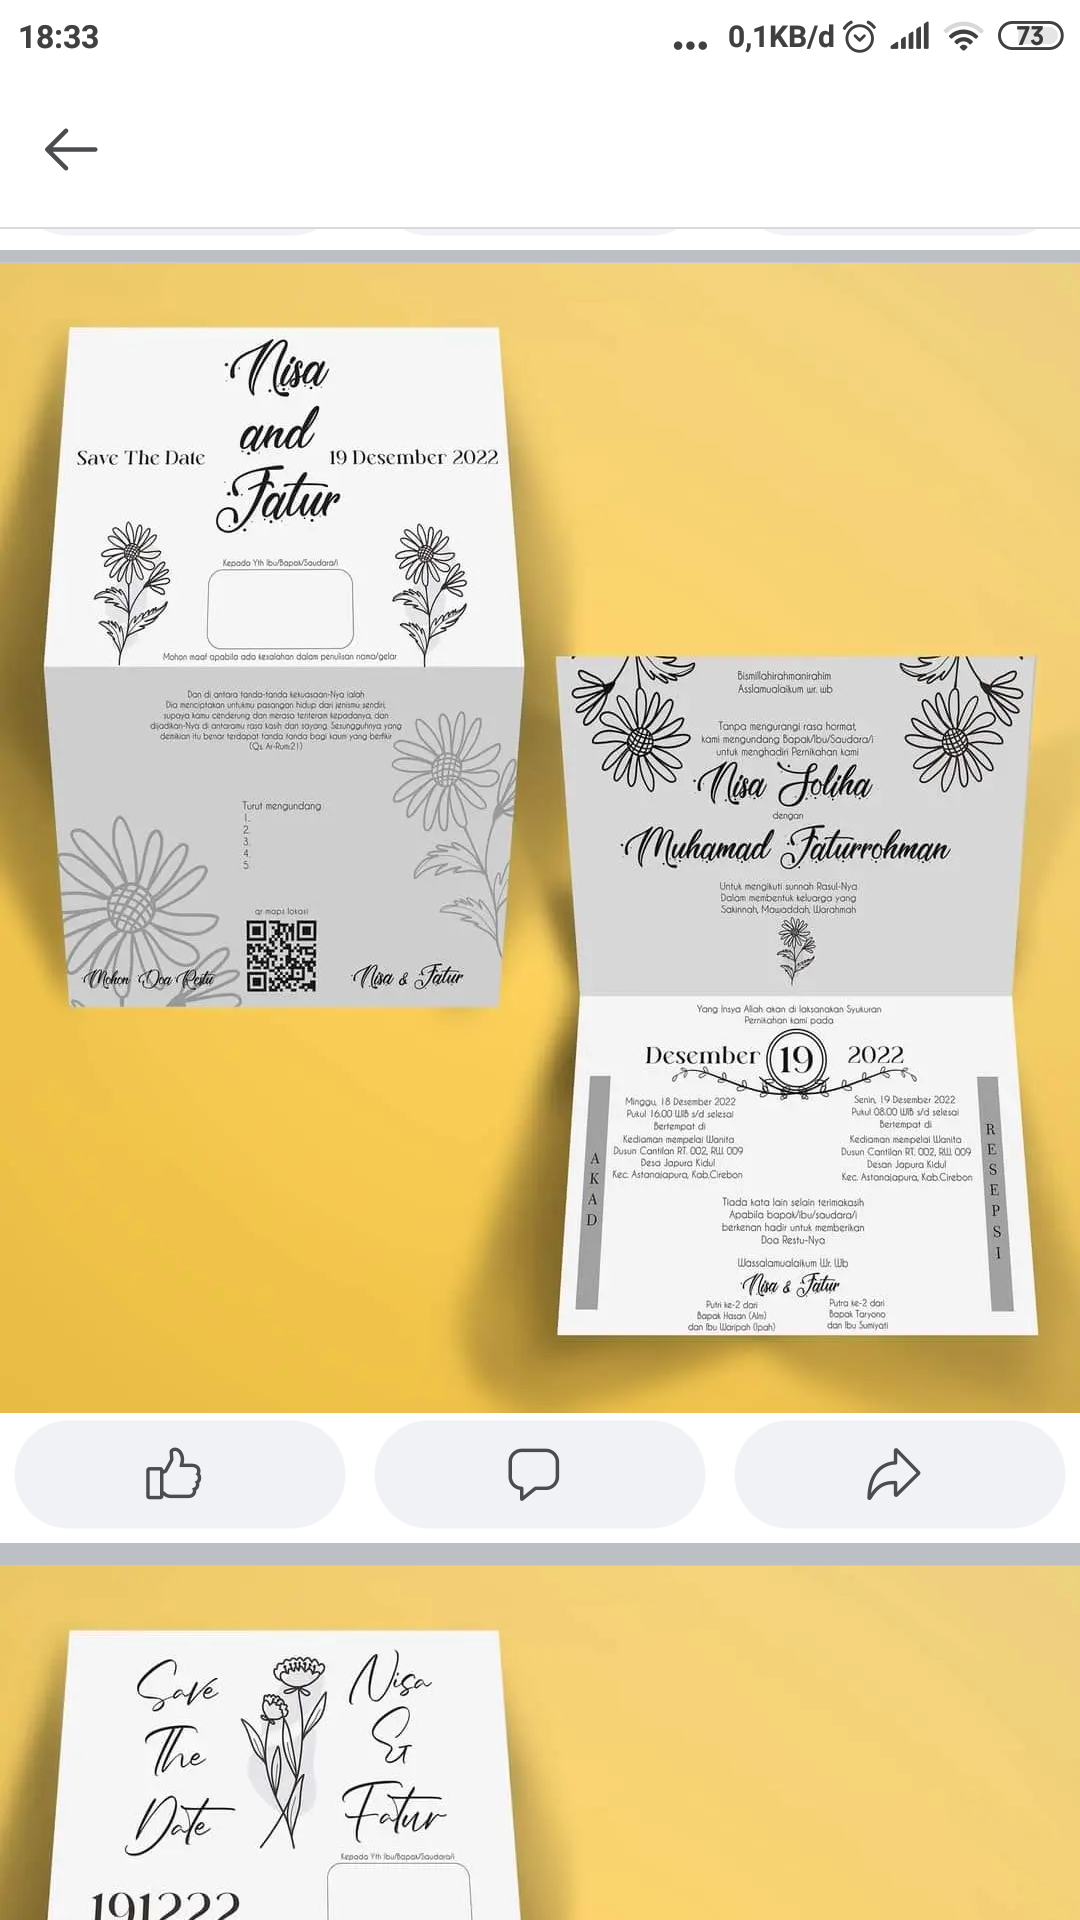 18:33
... 0,1KB/d
73
Nisa
and
Save The Date
19 Desember 2022
Fatur
Kepada Yth Ibu/Bapak/Saudara/i
Mohon maaf apabila ada kesalahan dalam penulisan nama/gelar
Dan di antara tanda-tanda kekuasaan-Nya ialah
Dia menciptakan untukmu pasangan hidup dari jenismu sendiri,
supaya kamu cenderung dan merasa tenteram kepadanya, dan
dijadikan-Nya di antaramu rasa kasih dan sayang. Sesungguhnya yang
demikian itu benar terdapat tanda tanda bagi kaum yang berfikir
(Qs. Ar-Rum:21)
Turut mengundang
1.
2.
3.
4.
5.
qr maps lokasi
Mohon Doa Restu
Nisa & Fatur
Bismillahirahmanirahim
Asslamualaikum wr. wb
Tanpa mengurangi rasa hormat,
kami mengundang Bapak/Ibu/Saudara/i
untuk menghadiri Pernikahan kami
Nisa Soliha
dengan
Muhamad Faturrohman
Untuk mengikuti sunnah Rasul-Nya
Dalam membentuk keluarga yang
Sakinnah, Mawaddah, Warahmah
Yang Insya Allah akan di laksanakan Syukuran
Pernikahan kami pada
Desember 19 2022
AKAD
Minggu, 18 Desember 2022
Pukul 16.00 WIB s/d selesai
Bertempat di
Kediaman mempelai Wanita
Dusun Cantilan RT. 002, RW. 009
Desa Japura Kidul
Kec. Astanajapura, Kab.Cirebon
Senin, 19 Desember 2022
Pukul 08.00 WIB s/d selesai
Bertempat di
Kediaman mempelai Wanita
Dusun Cantilan RT. 002, RW. 009
Desan Japura Kidul
Kec. Astanajapura, Kab.Cirebon
RESEPSI
Tiada kata lain selain terimakasih
Apabila bapak/ibu/saudara/i
berkenan hadir untuk memberikan
Doa Restu-Nya
Wassalamualaikum Wr. Wb
Nisa & Fatur
Putri ke-2 dari
Bapak Hasan (Alm)
dan Ibu Waripah (Ipah)
Putra ke-2 dari
Bapak Taryono
dan Ibu Sumiyati
Save
The
Date
Nisa
&
Fatur
Kepada Yth Ibu/Bapak/Saudara/i
191222